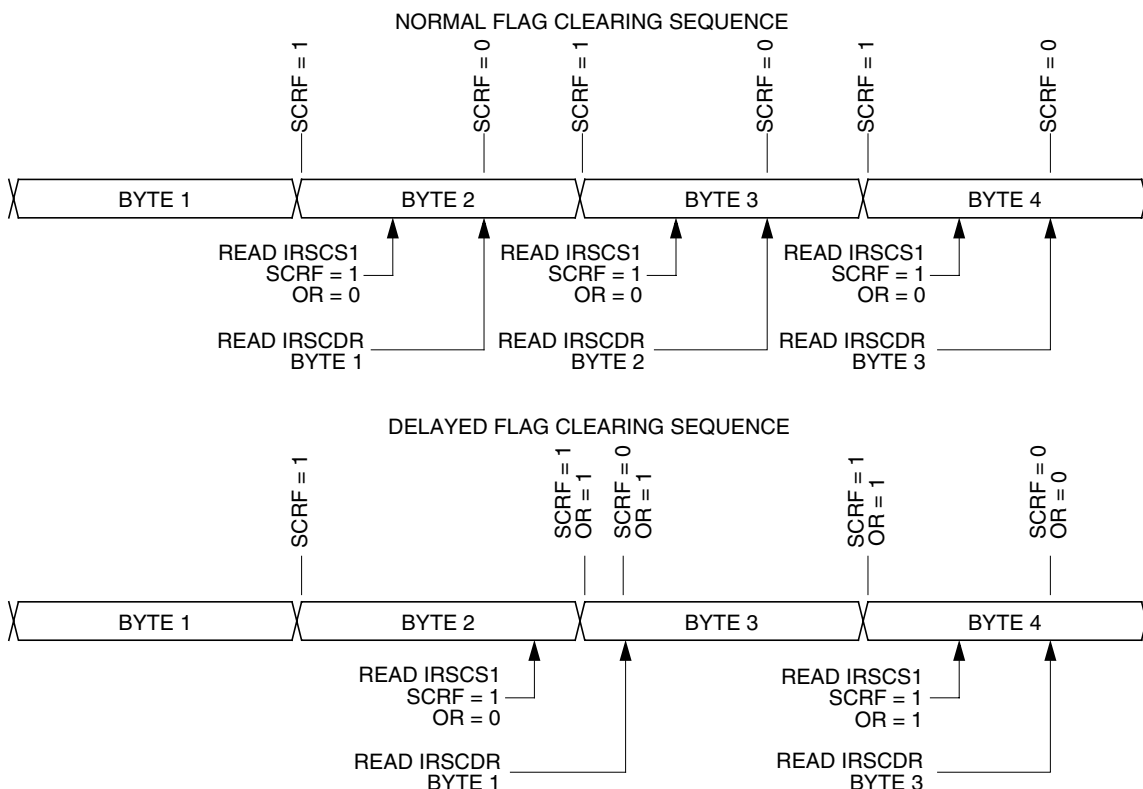 NORMAL FLAG CLEARING SEQUENCE
SCRF = 1
SCRF = 0
SCRF = 1
SCRF = 0
SCRF = 1
SCRF = 0
BYTE 1
BYTE 2
BYTE 3
BYTE 4
READ IRSCS1
SCRF = 1
OR = 0
READ IRSCS1
SCRF = 1
OR = 0
READ IRSCS1
SCRF = 1
OR = 0
READ IRSCDR
BYTE 1
READ IRSCDR
BYTE 2
READ IRSCDR
BYTE 3
DELAYED FLAG CLEARING SEQUENCE
SCRF = 1
SCRF = 1
OR = 1
SCRF = 0
OR = 1
SCRF = 1
OR = 1
SCRF = 0
OR = 0
BYTE 1
BYTE 2
BYTE 3
BYTE 4
READ IRSCS1
SCRF = 1
OR = 0
READ IRSCS1
SCRF = 1
OR = 1
READ IRSCDR
BYTE 1
READ IRSCDR
BYTE 3